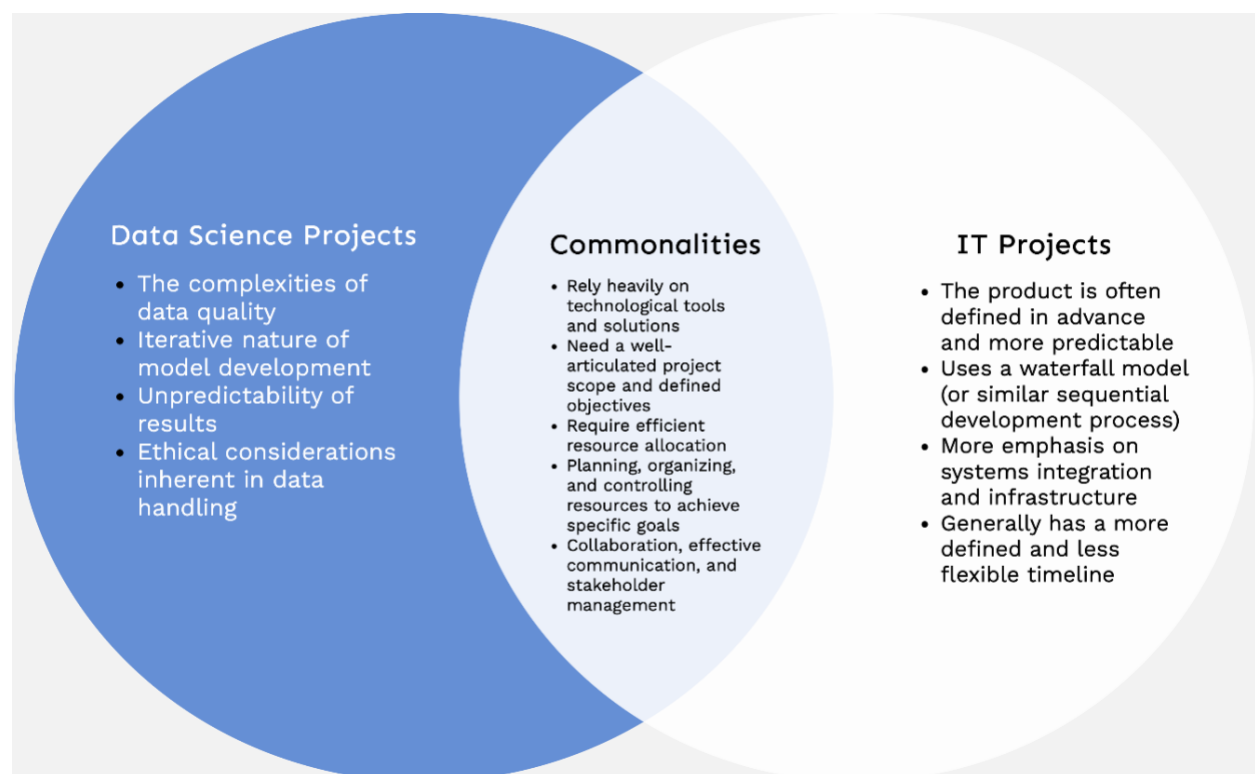 Data Science Projects
• The complexities of
data quality
• Iterative nature of
model development
• Unpredictability of
results
• Ethical considerations
inherent in data
handling
Commonalities
• Rely heavily on
technological tools
and solutions
• Need a well-
articulated project
scope and defined
objectives
• Require efficient
resource allocation
• Planning, organizing,
and controlling
resources to achieve
specific goals
• Collaboration, effective
communication, and
stakeholder
management
IT Projects
• The product is often
defined in advance
and more predictable
• Uses a waterfall model
(or similar sequential
development process)
• More emphasis on
systems integration
and infrastructure
• Generally has a more
defined and less
flexible timeline